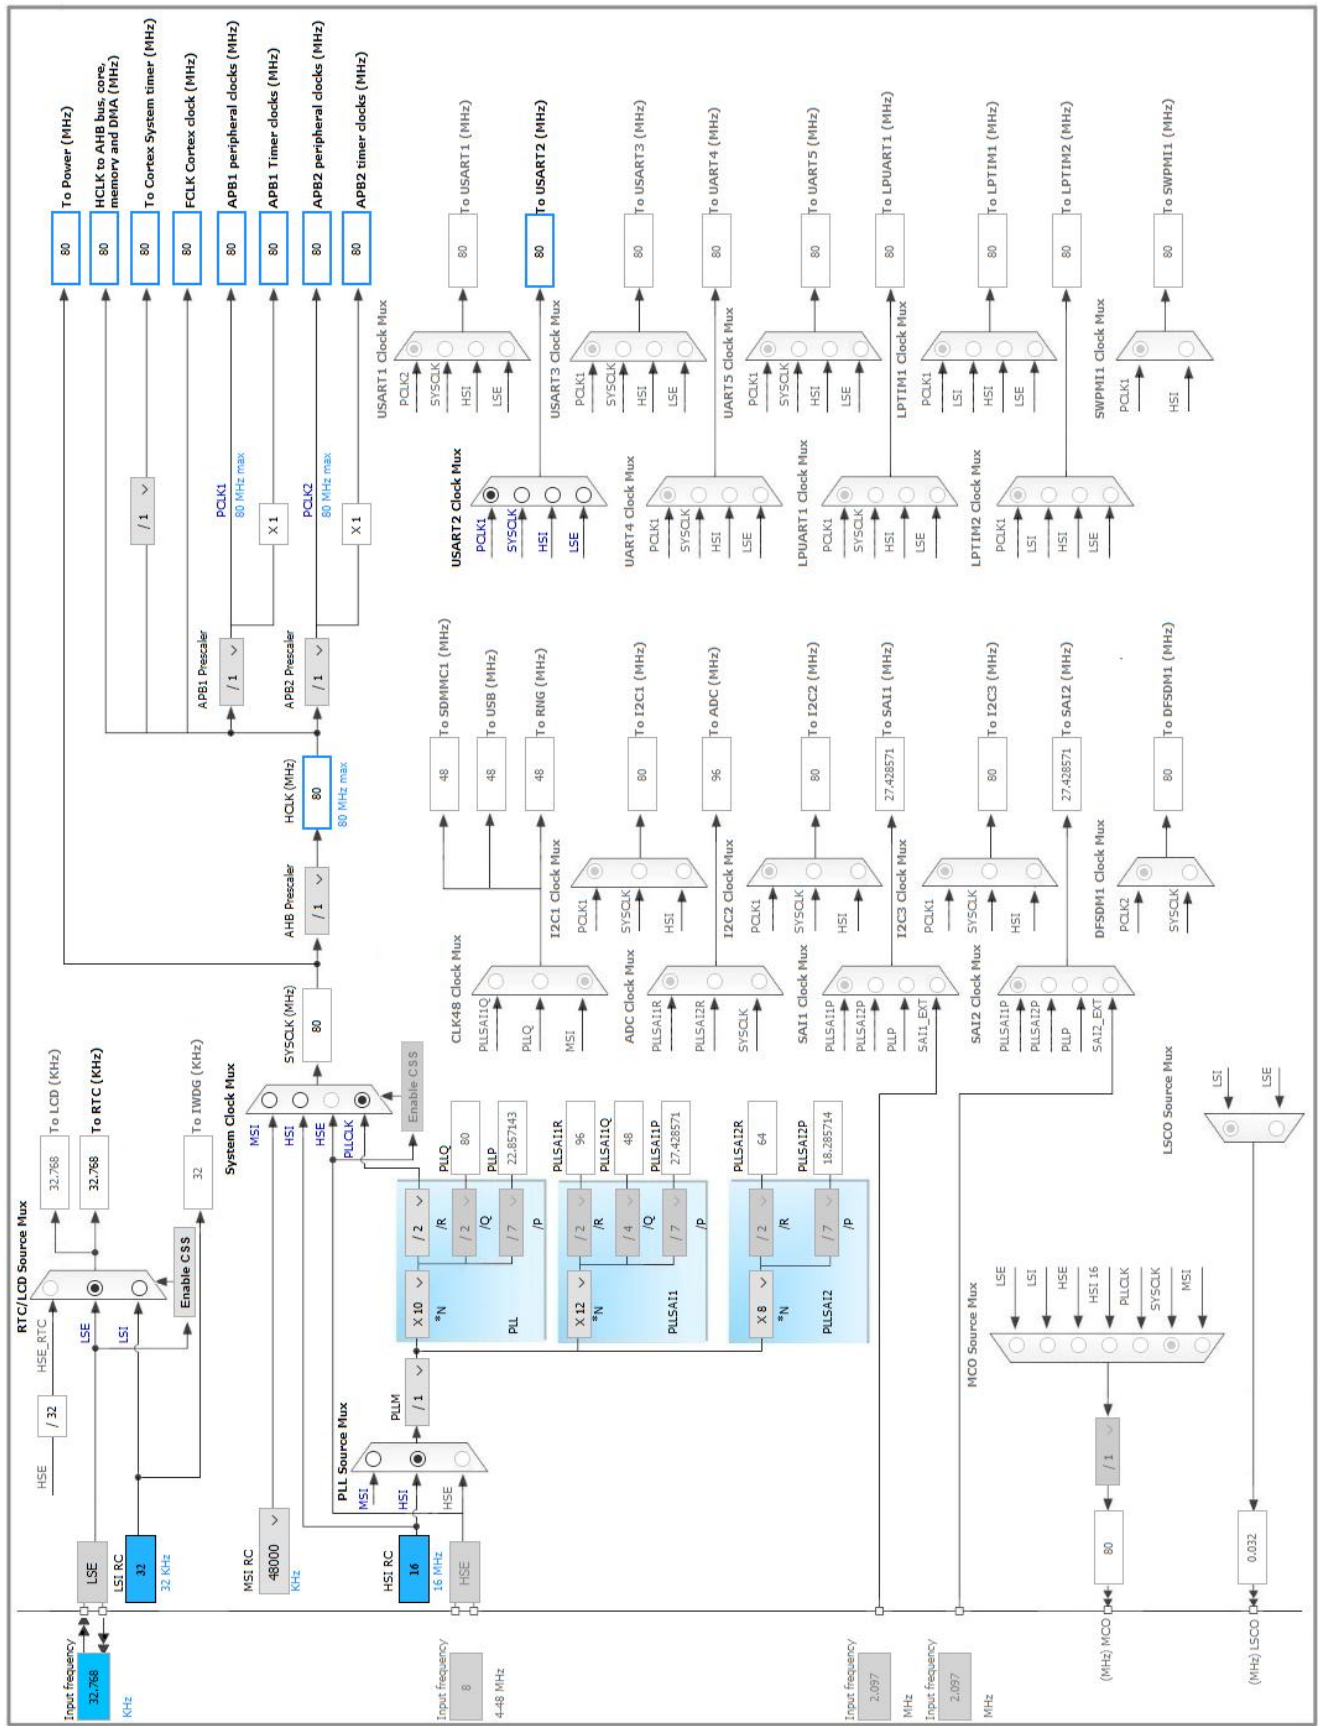 Input frequency
32.768
KHz
LSE
LSI RC
32
32 KHz
HSE
/ 32
HSE_RTC
LSE
LSI
RTC/LCD Source Mux
Enable CSS
32.768
To LCD (KHz)
32.768
To RTC (KHz)
32
To IWDG (KHz)
MSI RC
48000
KHz
HSI RC
16
16 MHz
Input frequency
8
4-48 MHz
HSE
PLL Source Mux
MSI
HSI
HSE
PLLM
/ 1
X 10
*N
PLL
/ 2
/R
/ 2
/Q
/ 7
/P
PLLQ
80
PLLP
22.857143
X 12
*N
PLLSAI1
/ 2
/R
/ 4
/Q
/ 7
/P
PLLSAI1R
96
PLLSAI1Q
48
PLLSAI1P
27.428571
X 8
*N
PLLSAI2
/ 2
/R
/ 7
/P
PLLSAI2R
64
PLLSAI2P
18.285714
System Clock Mux
MSI
HSI
HSE
PLLCLK
Enable CSS
SYSCLK (MHz)
80
AHB Prescaler
/ 1
HCLK (MHz)
80
80 MHz max
APB1 Prescaler
/ 1
APB2 Prescaler
/ 1
/ 1
PCLK1
80 MHz max
X 1
PCLK2
80 MHz max
X 1
80
To Power (MHz)
80
HCLK to AHB bus, core,
memory and DMA (MHz)
80
To Cortex System timer (MHz)
80
FCLK Cortex clock (MHz)
80
APB1 peripheral clocks (MHz)
80
APB1 Timer clocks (MHz)
80
APB2 peripheral clocks (MHz)
80
APB2 timer clocks (MHz)
CLK48 Clock Mux
PLLSAI1Q
PLLQ
MSI
48
To SDMMC1 (MHz)
48
To USB (MHz)
48
To RNG (MHz)
I2C1 Clock Mux
PCLK1
SYSCLK
HSI
80
To I2C1 (MHz)
ADC Clock Mux
PLLSAI1R
PLLSAI2R
SYSCLK
96
To ADC (MHz)
I2C2 Clock Mux
PCLK1
SYSCLK
HSI
80
To I2C2 (MHz)
SAI1 Clock Mux
PLLSAI1P
PLLSAI2P
PLLP
SAI1_EXT
27.428571
To SAI1 (MHz)
I2C3 Clock Mux
PCLK1
SYSCLK
HSI
80
To I2C3 (MHz)
SAI2 Clock Mux
PLLSAI1P
PLLSAI2P
PLLP
SAI2_EXT
27.428571
To SAI2 (MHz)
DFSDM1 Clock Mux
PCLK2
SYSCLK
80
To DFSDM1 (MHz)
USART1 Clock Mux
PCLK2
SYSCLK
HSI
LSE
80
To USART1 (MHz)
USART2 Clock Mux
PCLK1
SYSCLK
HSI
LSE
80
To USART2 (MHz)
USART3 Clock Mux
PCLK1
SYSCLK
HSI
LSE
80
To USART3 (MHz)
UART4 Clock Mux
PCLK1
SYSCLK
HSI
LSE
80
To UART4 (MHz)
UART5 Clock Mux
PCLK1
SYSCLK
HSI
LSE
80
To UART5 (MHz)
LPUART1 Clock Mux
PCLK1
SYSCLK
HSI
LSE
80
To LPUART1 (MHz)
LPTIM1 Clock Mux
PCLK1
LSI
HSI
LSE
80
To LPTIM1 (MHz)
LPTIM2 Clock Mux
PCLK1
LSI
HSI
LSE
80
To LPTIM2 (MHz)
SWPMI1 Clock Mux
PCLK1
HSI
80
To SWPMI1 (MHz)
Input frequency
2.097
MHz
Input frequency
2.097
MHz
MCO Source Mux
LSE
LSI
HSE
HSI 16
PLLCLK
SYSCLK
MSI
/ 1
80
(MHz) MCO
LSCO Source Mux
LSI
LSE
0.032
(MHz) LSCO